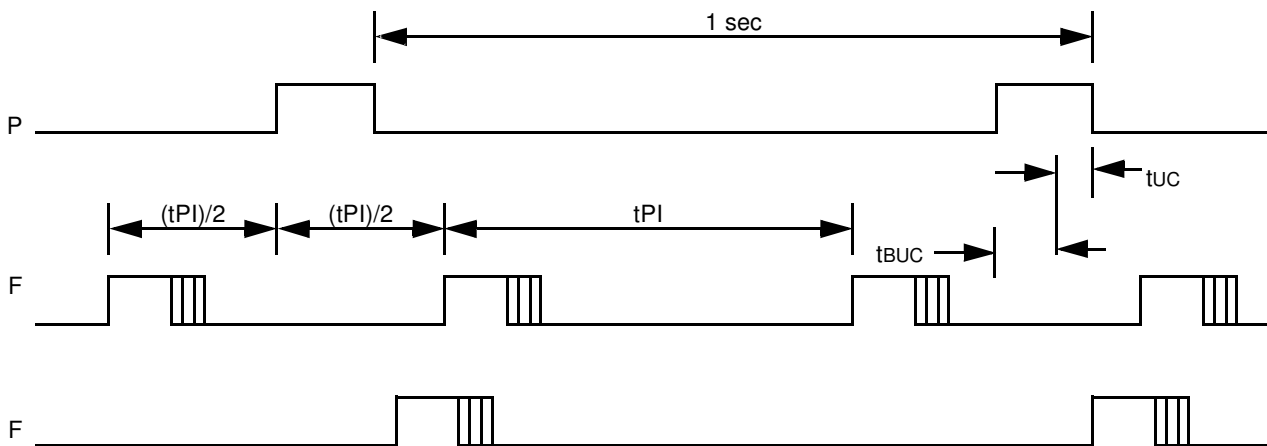 1 sec
P
tUC
(tPI)/2 (tPI)/2 tPI
tBUC
F
F